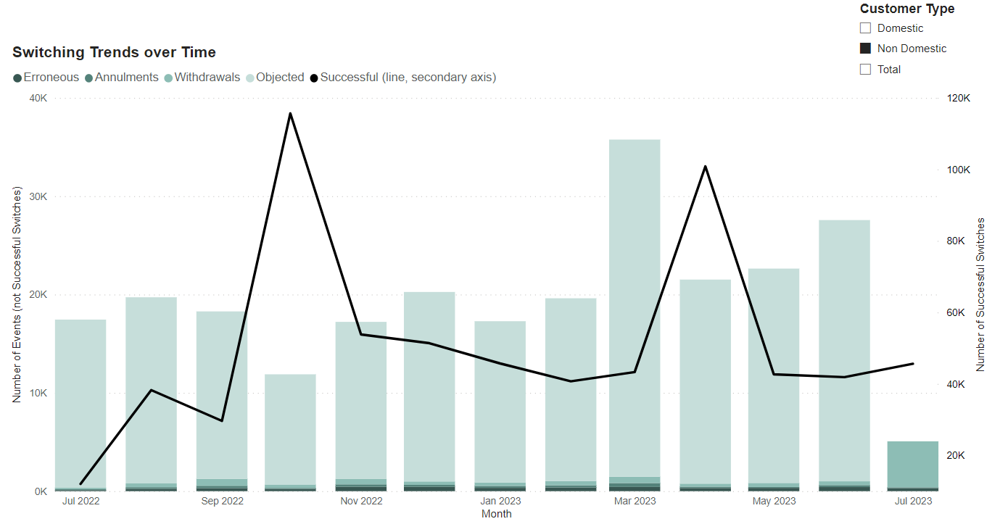 Customer Type
Domestic
Non Domestic
Total
Switching Trends over Time
Erroneous Annulments Withdrawals Objected Successful (line, secondary axis)
40K
30K
20K
10K
0K
Number of Events (not Successful Switches)
120K
100K
80K
60K
40K
20K
Number of Successful Switches
Jul 2022 Sep 2022 Nov 2022 Jan 2023 Mar 2023 May 2023 Jul 2023
Month